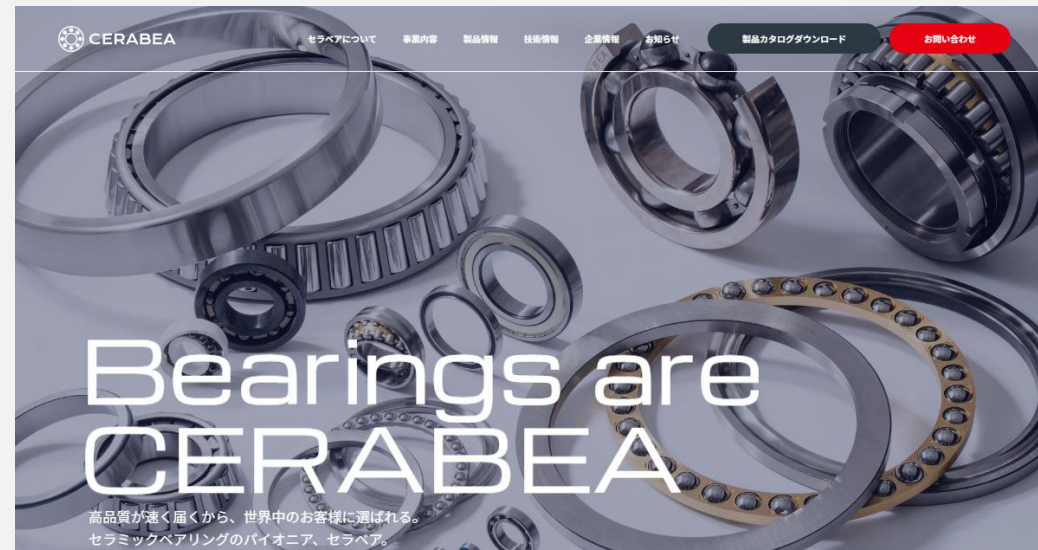 CERABEA
セラベアについて
事業内容
製品情報
技術情報
企業情報
お知らせ
製品カタログダウンロード
お問い合わせ
Bearings are
CERABEA
高品質が速く届くから、世界中のお客様に選ばれる。
セラミックベアリングのパイオニア、セラベア。